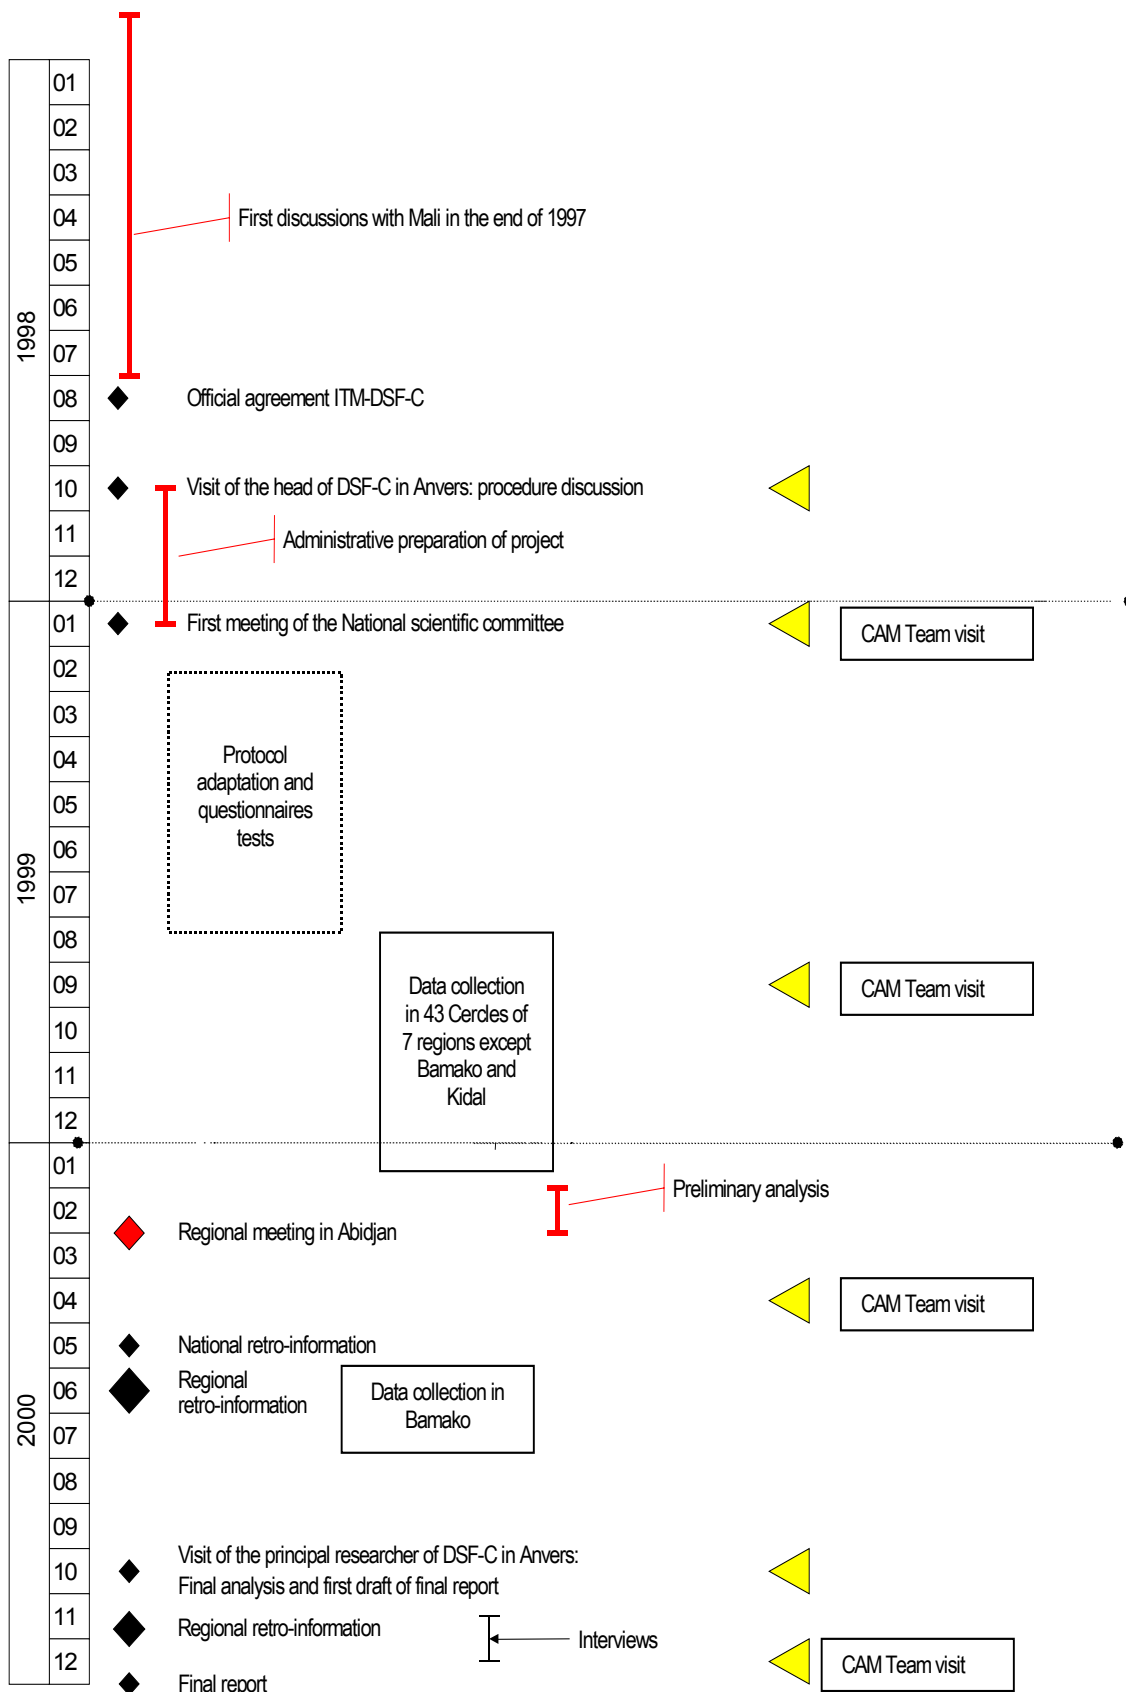 01
02
03
04
First discussions with Mali in the end of 1997
05
06
1998
07
08
Official agreement ITM-DSF-C
09
10
Visit of the head of DSF-C in Anvers: procedure discussion
11
Administrative preparation of project
12
01
First meeting of the National scientific committee
CAM Team visit
02
03
04
Protocol
adaptation and
questionnaires
tests
05
06
1999
07
08
09
Data collection
in 43 Cercles of
7 regions except
Bamako and
Kidal
CAM Team visit
10
11
12
01
Preliminary analysis
02
Regional meeting in Abidjan
03
04
CAM Team visit
05
National retro-information
06
Regional
retro-information
Data collection in
Bamako
2000
07
08
09
10
Visit of the principal researcher of DSF-C in Anvers:
Final analysis and first draft of final report
11
Regional retro-information
Interviews
12
CAM Team visit
Final report